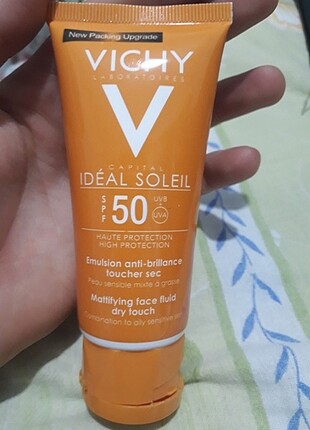 New Packing Upgrade
VICHY
LABORATOIRES
V
CAPITAL
IDÉAL SOLEIL
SPF 50 UVB + UVA
HAUTE PROTECTION
HIGH PROTECTION
Emulsion anti-brillance
toucher sec
Peau sensible mixte à grasse
Mattifying face fluid
dry touch
Combination to oily sensitive skin